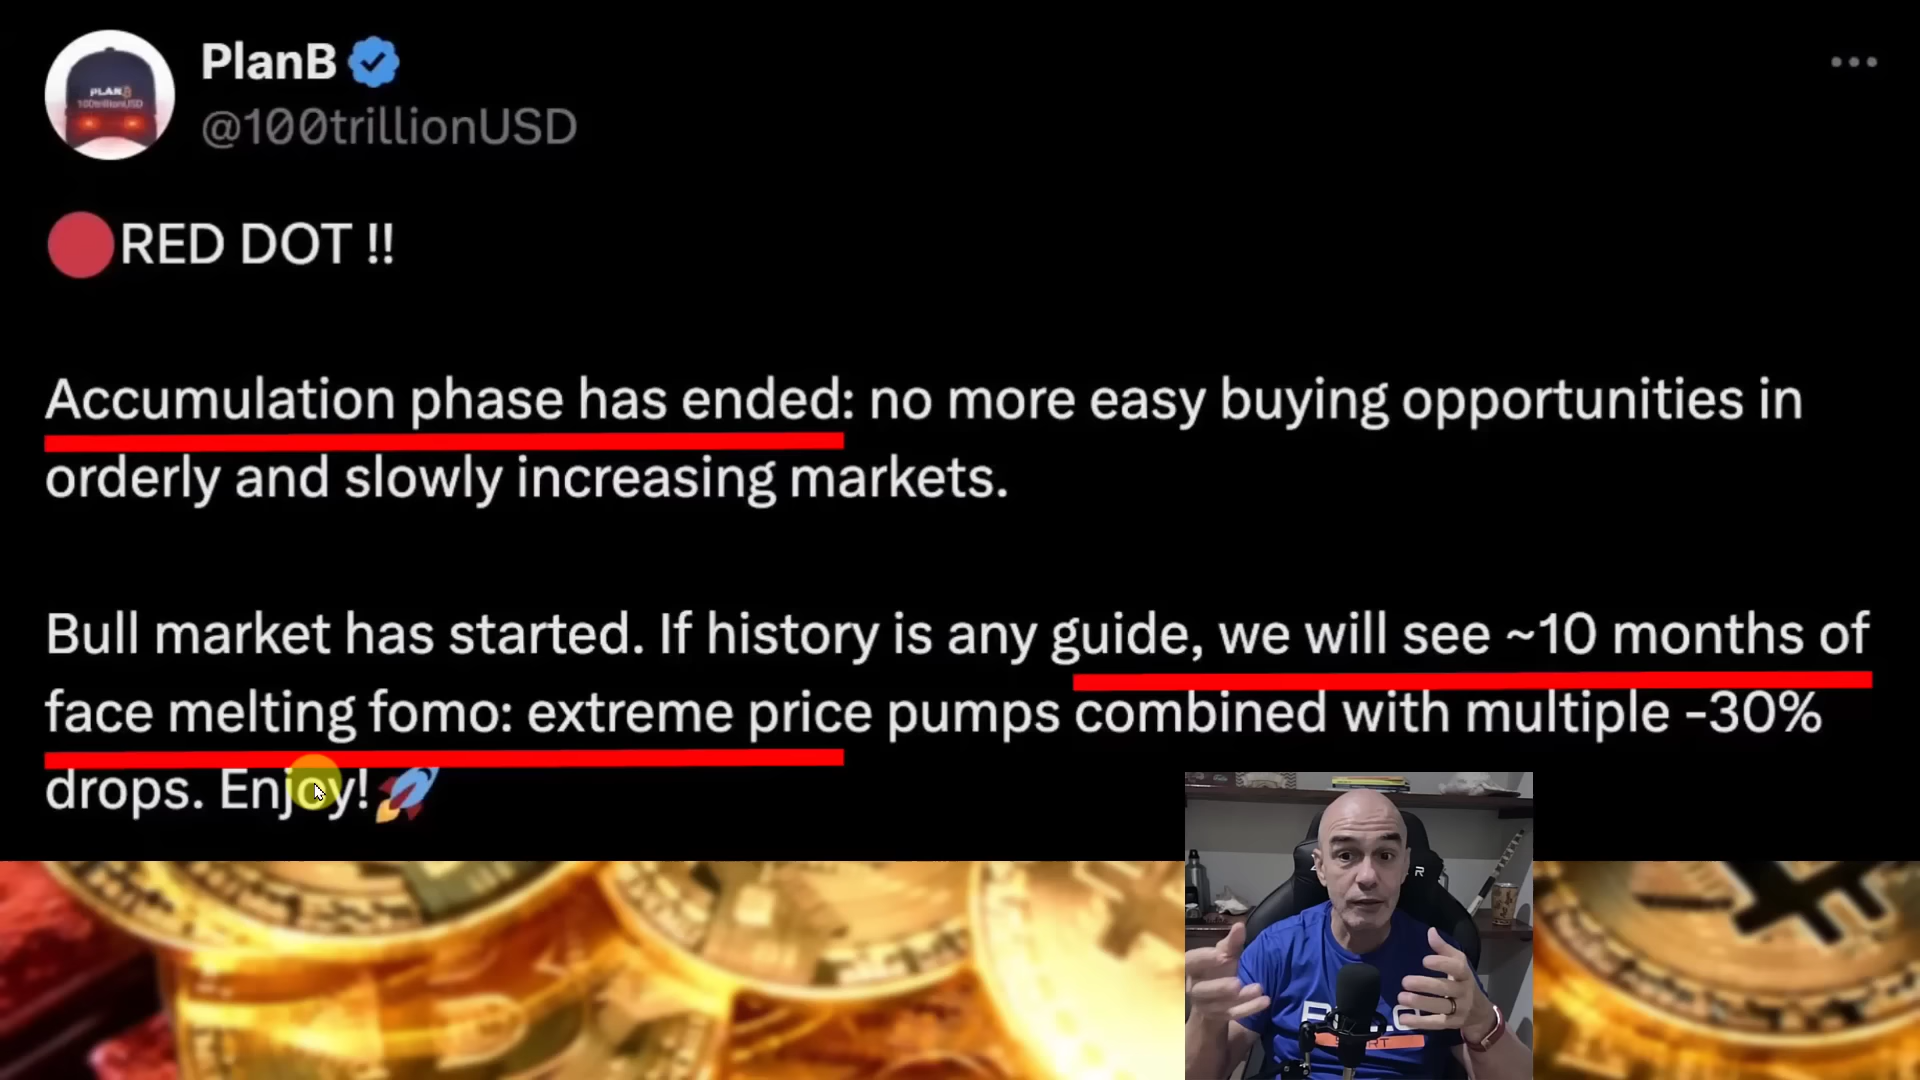 PlanB
@100trillionUSD
PLAN₿
100trillionUSD
🔴RED DOT !!
Accumulation phase has ended: no more easy buying opportunities in
orderly and slowly increasing markets.
Bull market has started. If history is any guide, we will see ~10 months of
face melting fomo: extreme price pumps combined with multiple -30%
drops. Enjoy!🚀